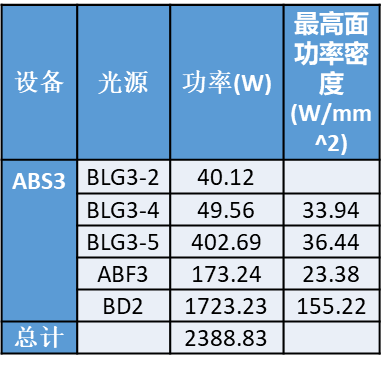 设备 光源 功率(W) 最高面功率密度(W/mm^2)
ABS3 BLG3-2 40.12
BLG3-4 49.56 33.94
BLG3-5 402.69 36.44
ABF3 173.24 23.38
BD2 1723.23 155.22
总计 2388.83